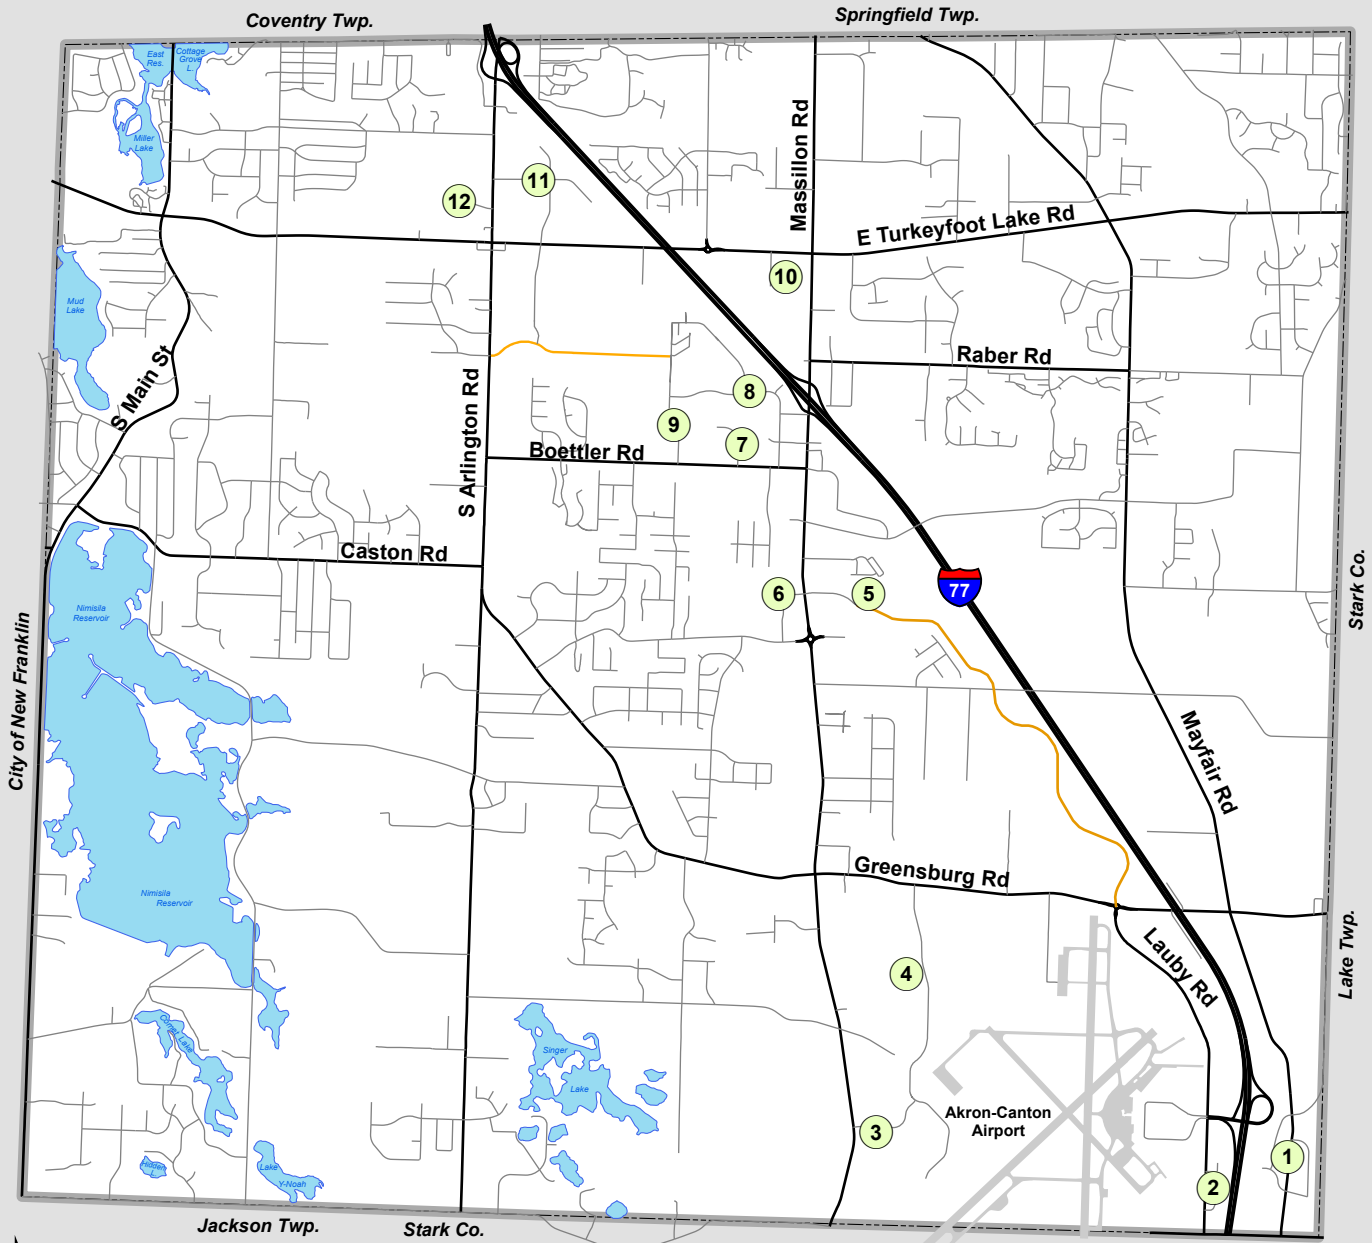 Coventry Twp.
Springfield Twp.
East
Res.
Cottage
Grove
L.
Miller
Lake
Massillon Rd
11
12
E Turkeyfoot Lake Rd
10
Mud
Lake
S Main St
Raber Rd
8
S Arlington Rd
9
7
Boettler Rd
Caston Rd
77
6
5
Nimisila
Reservoir
Stark Co.
City of New Franklin
Mayfair Rd
Greensburg Rd
Nimisila
Reservoir
Lauby Rd
Lake Twp.
4
Comet Lake
Singer
Lake
Akron-Canton
Airport
3
1
2
Hidden
L.
Lake
Y-Noah
Jackson Twp.
Stark Co.